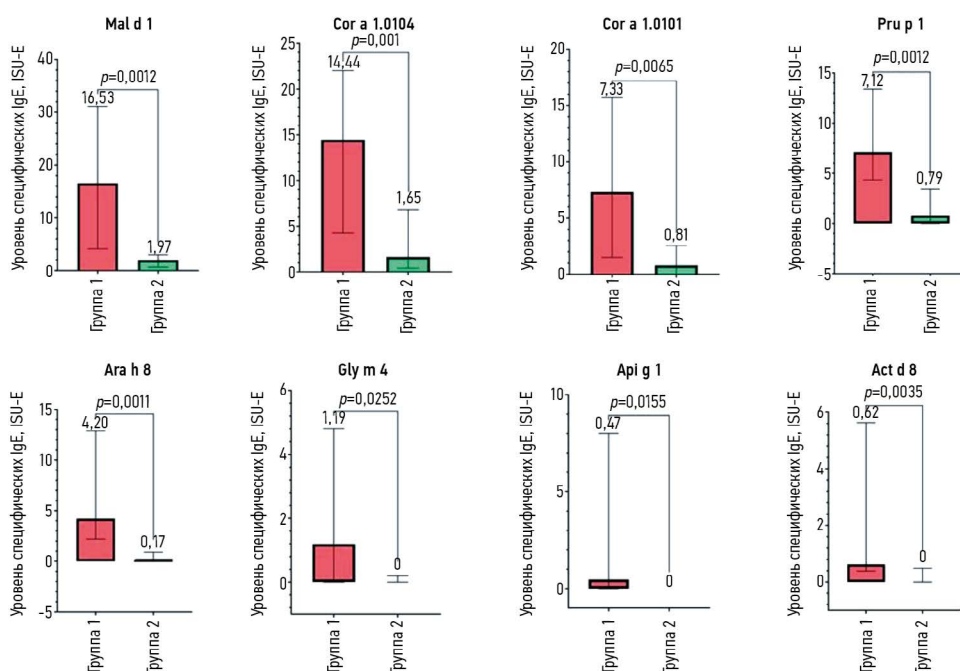 Mal d 1
Уровень специфических IgE, ISU-E
40
30
20
10
0
p=0,0012
16,53
1,97
Группа 1
Группа 2
Cor a 1.0104
Уровень специфических IgE, ISU-E
25
20
15
10
5
0
p=0,001
14,44
1,65
Группа 1
Группа 2
Cor a 1.0101
Уровень специфических IgE, ISU-E
20
15
10
5
0
p=0,0065
7,33
0,81
Группа 1
Группа 2
Pru p 1
Уровень специфических IgE, ISU-E
15
10
5
0
-5
p=0,0012
7,12
0,79
Группа 1
Группа 2
Ara h 8
Уровень специфических IgE, ISU-E
15
10
5
0
-5
p=0,0011
4,20
0,17
Группа 1
Группа 2
Gly m 4
Уровень специфических IgE, ISU-E
6
4
2
0
p=0,0252
1,19
0
Группа 1
Группа 2
Api g 1
Уровень специфических IgE, ISU-E
10
5
0
p=0,0155
0,47
0
Группа 1
Группа 2
Act d 8
Уровень специфических IgE, ISU-E
6
4
2
0
p=0,0035
0,62
0
Группа 1
Группа 2